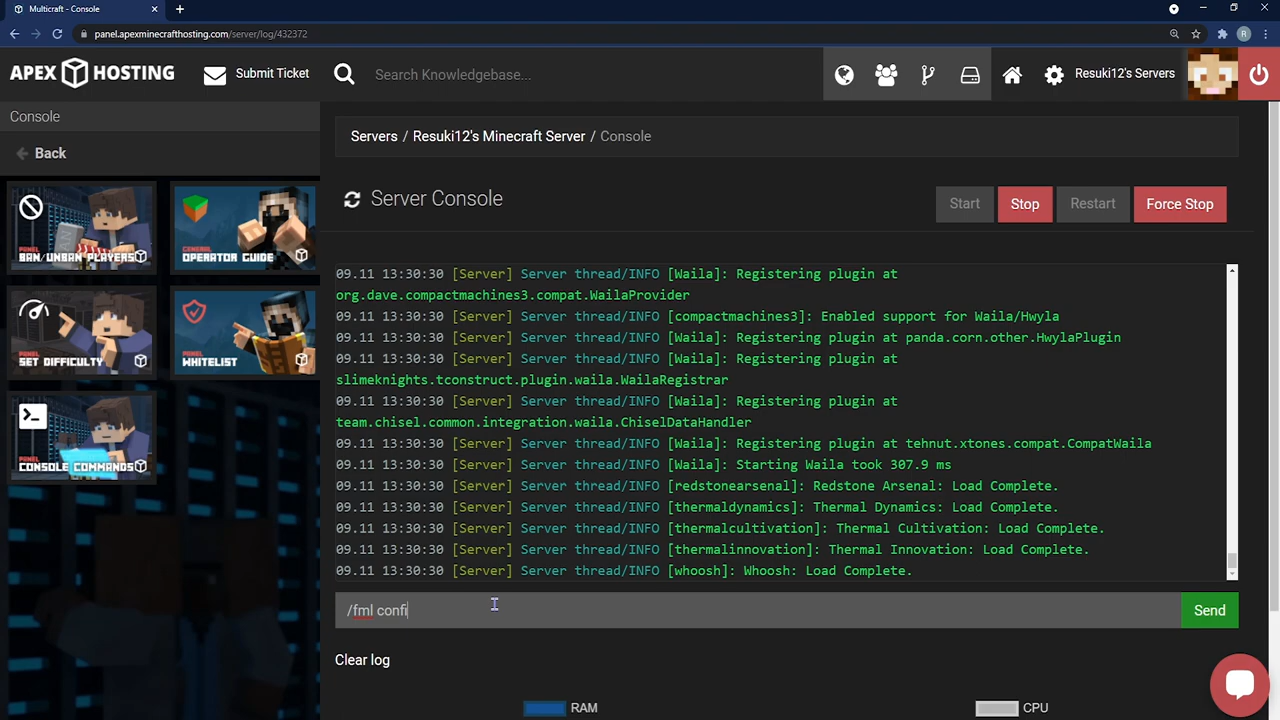 Multicraft - Console
panel.apexminecrafthosting.com/server/log/432372
R
APEX HOSTING
Submit Ticket
Search Knowledgebase...
Resuki12's Servers
Console
Back
PANEL
BAN/UNBAN PLAYERS
GENERAL
OPERATOR GUIDE
PANEL
SET DIFFICULTY
PANEL
WHITELIST
PANEL
CONSOLE COMMANDS
Servers / Resuki12's Minecraft Server / Console
Server Console
Start
Stop
Restart
Force Stop
09.11 13:30:30 [Server] Server thread/INFO [Waila]: Registering plugin at
org.dave.compactmachines3.compat.WailaProvider
09.11 13:30:30 [Server] Server thread/INFO [compactmachines3]: Enabled support for Waila/Hwyla
09.11 13:30:30 [Server] Server thread/INFO [Waila]: Registering plugin at panda.corn.other.HwylaPlugin
09.11 13:30:30 [Server] Server thread/INFO [Waila]: Registering plugin at
slimeknights.tconstruct.plugin.waila.WailaRegistrar
09.11 13:30:30 [Server] Server thread/INFO [Waila]: Registering plugin at
team.chisel.common.integration.waila.ChiselDataHandler
09.11 13:30:30 [Server] Server thread/INFO [Waila]: Registering plugin at tehnut.xtones.compat.CompatWaila
09.11 13:30:30 [Server] Server thread/INFO [Waila]: Starting Waila took 307.9 ms
09.11 13:30:30 [Server] Server thread/INFO [redstonearsenal]: Redstone Arsenal: Load Complete.
09.11 13:30:30 [Server] Server thread/INFO [thermaldynamics]: Thermal Dynamics: Load Complete.
09.11 13:30:30 [Server] Server thread/INFO [thermalcultivation]: Thermal Cultivation: Load Complete.
09.11 13:30:30 [Server] Server thread/INFO [thermalinnovation]: Thermal Innovation: Load Complete.
09.11 13:30:30 [Server] Server thread/INFO [whoosh]: Whoosh: Load Complete.
/fml confi
Send
Clear log
RAM
CPU